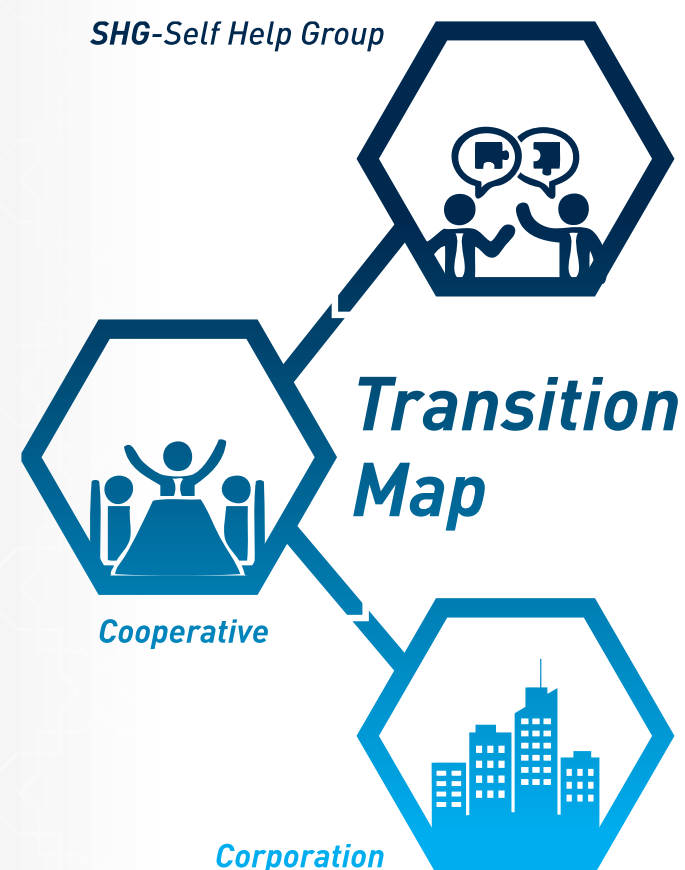 SHG-Self Help Group
Transition
Map
Cooperative
Corporation